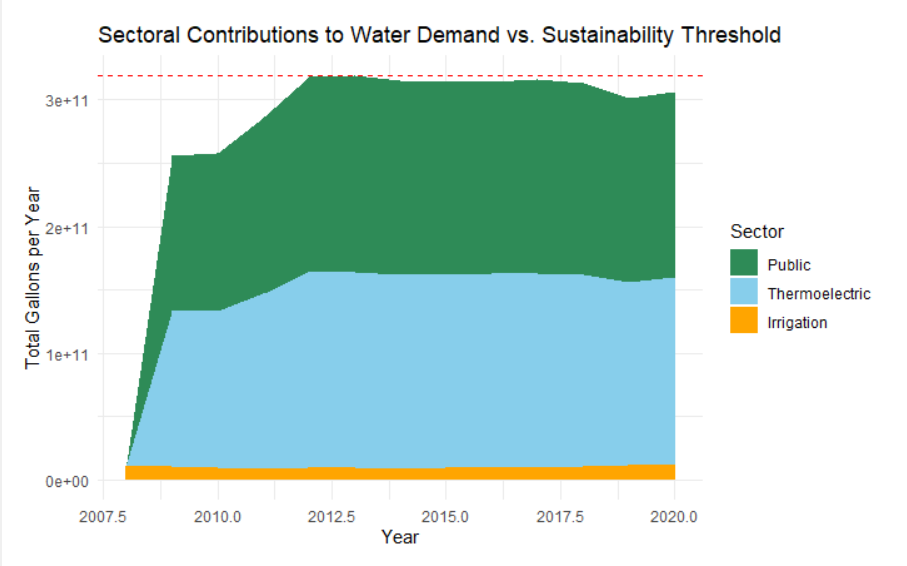 Sectoral Contributions to Water Demand vs. Sustainability Threshold
3e+11
2e+11
1e+11
0e+00
Total Gallons per Year
2007.5 2010.0 2012.5 2015.0 2017.5 2020.0
Year
Sector
Public
Thermoelectric
Irrigation